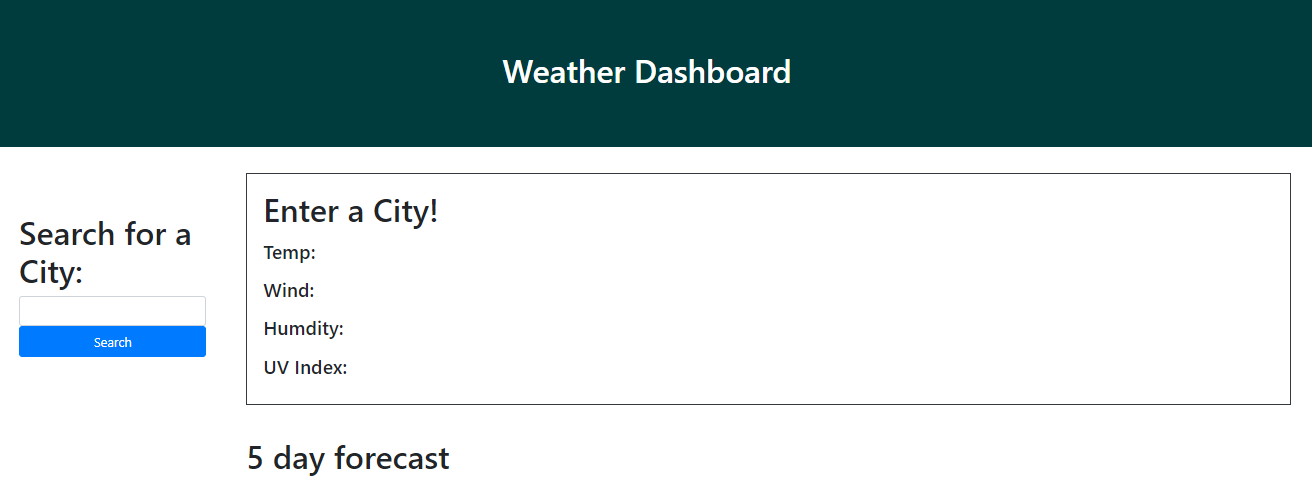 Weather Dashboard
Search for a
City:
Search
Enter a City!
Temp:
Wind:
Humdity:
UV Index:
5 day forecast